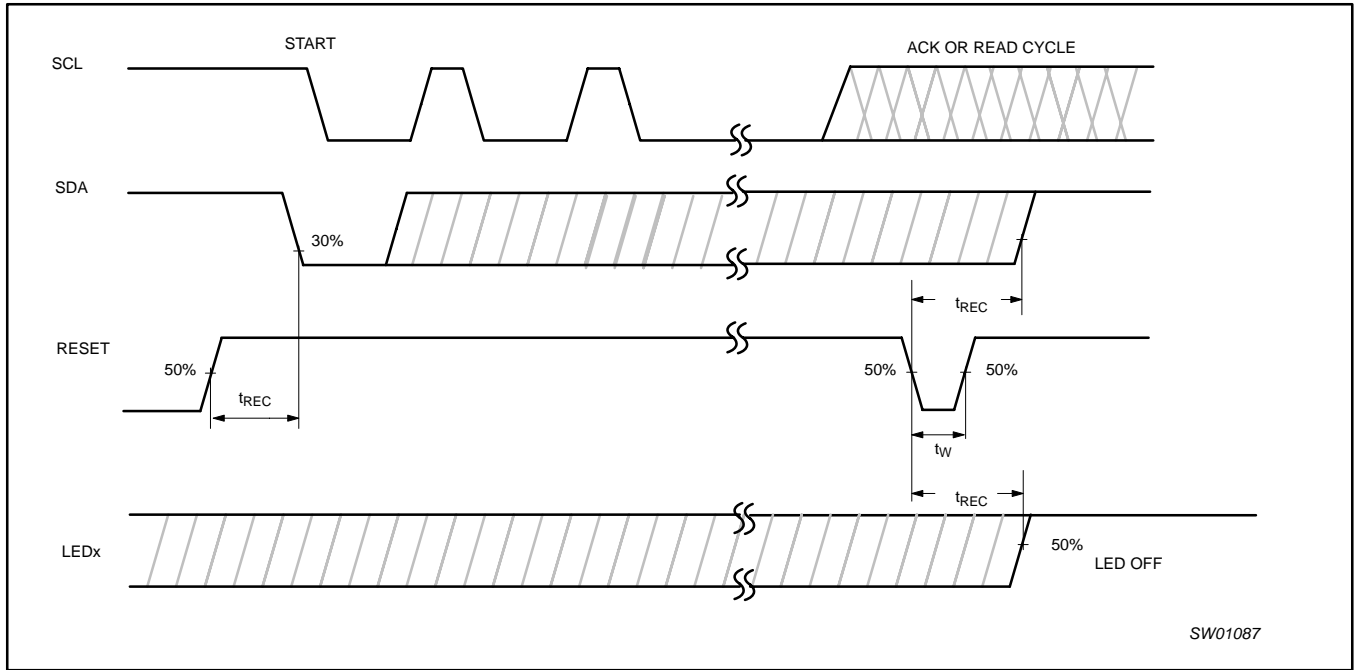 START
ACK OR READ CYCLE
SCL
SDA
30%
tREC
RESET
50%
50%
50%
tREC
tW
tREC
50%
LEDx
LED OFF
SW01087